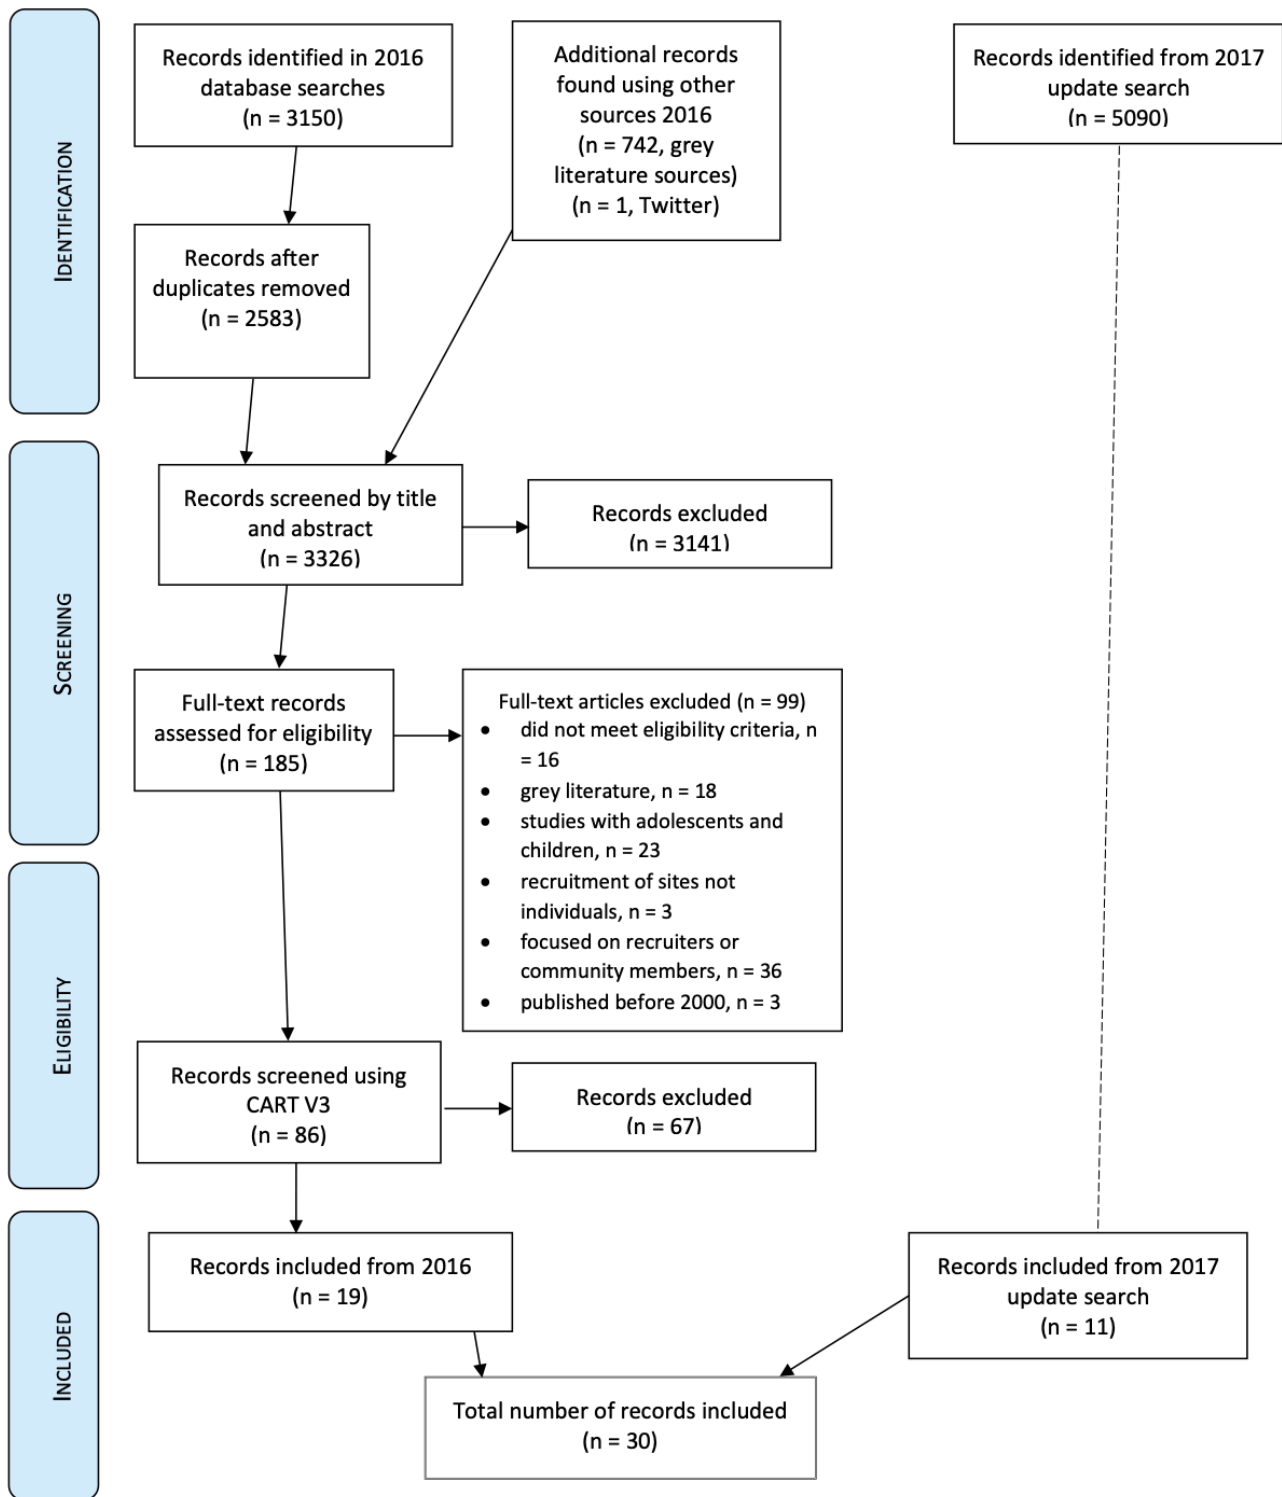 IDENTIFICATION
Records identified in 2016
database searches
(n = 3150)
Additional records
found using other
sources 2016
(n = 742, grey
literature sources)
(n = 1, Twitter)
Records identified from 2017
update search
(n = 5090)
Records after
duplicates removed
(n = 2583)
SCREENING
Records screened by title
and abstract
(n = 3326)
Records excluded
(n = 3141)
Full-text records
assessed for eligibility
(n = 185)
Full-text articles excluded (n = 99)
• did not meet eligibility criteria, n
= 16
• grey literature, n = 18
• studies with adolescents and
children, n = 23
• recruitment of sites not
individuals, n = 3
• focused on recruiters or
community members, n = 36
• published before 2000, n = 3
ELIGIBILITY
Records screened using
CART V3
(n = 86)
Records excluded
(n = 67)
INCLUDED
Records included from 2016
(n = 19)
Records included from 2017
update search
(n = 11)
Total number of records included
(n = 30)